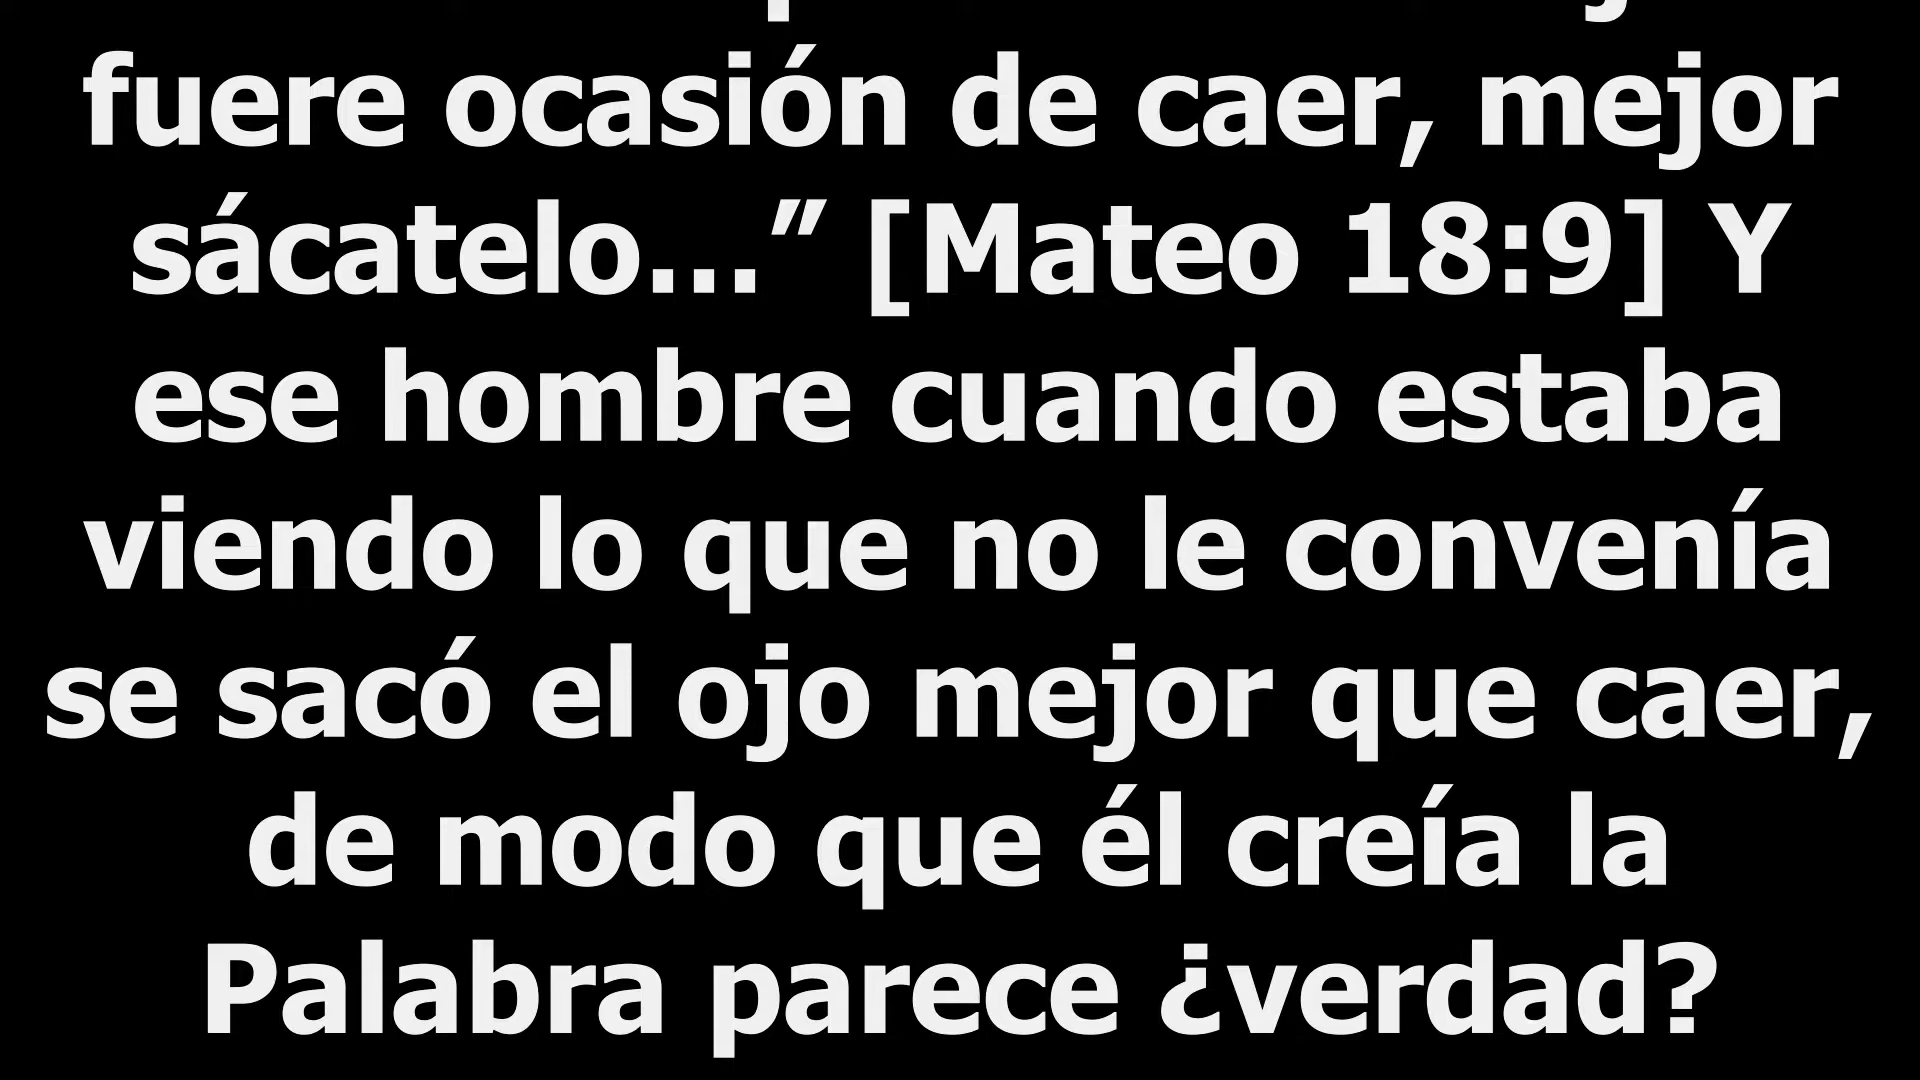 fuere ocasión de caer, mejor
sácatelo...” [Mateo 18:9] Y
ese hombre cuando estaba
viendo lo que no le convenía
se sacó el ojo mejor que caer,
de modo que él creía la
Palabra parece ¿verdad?